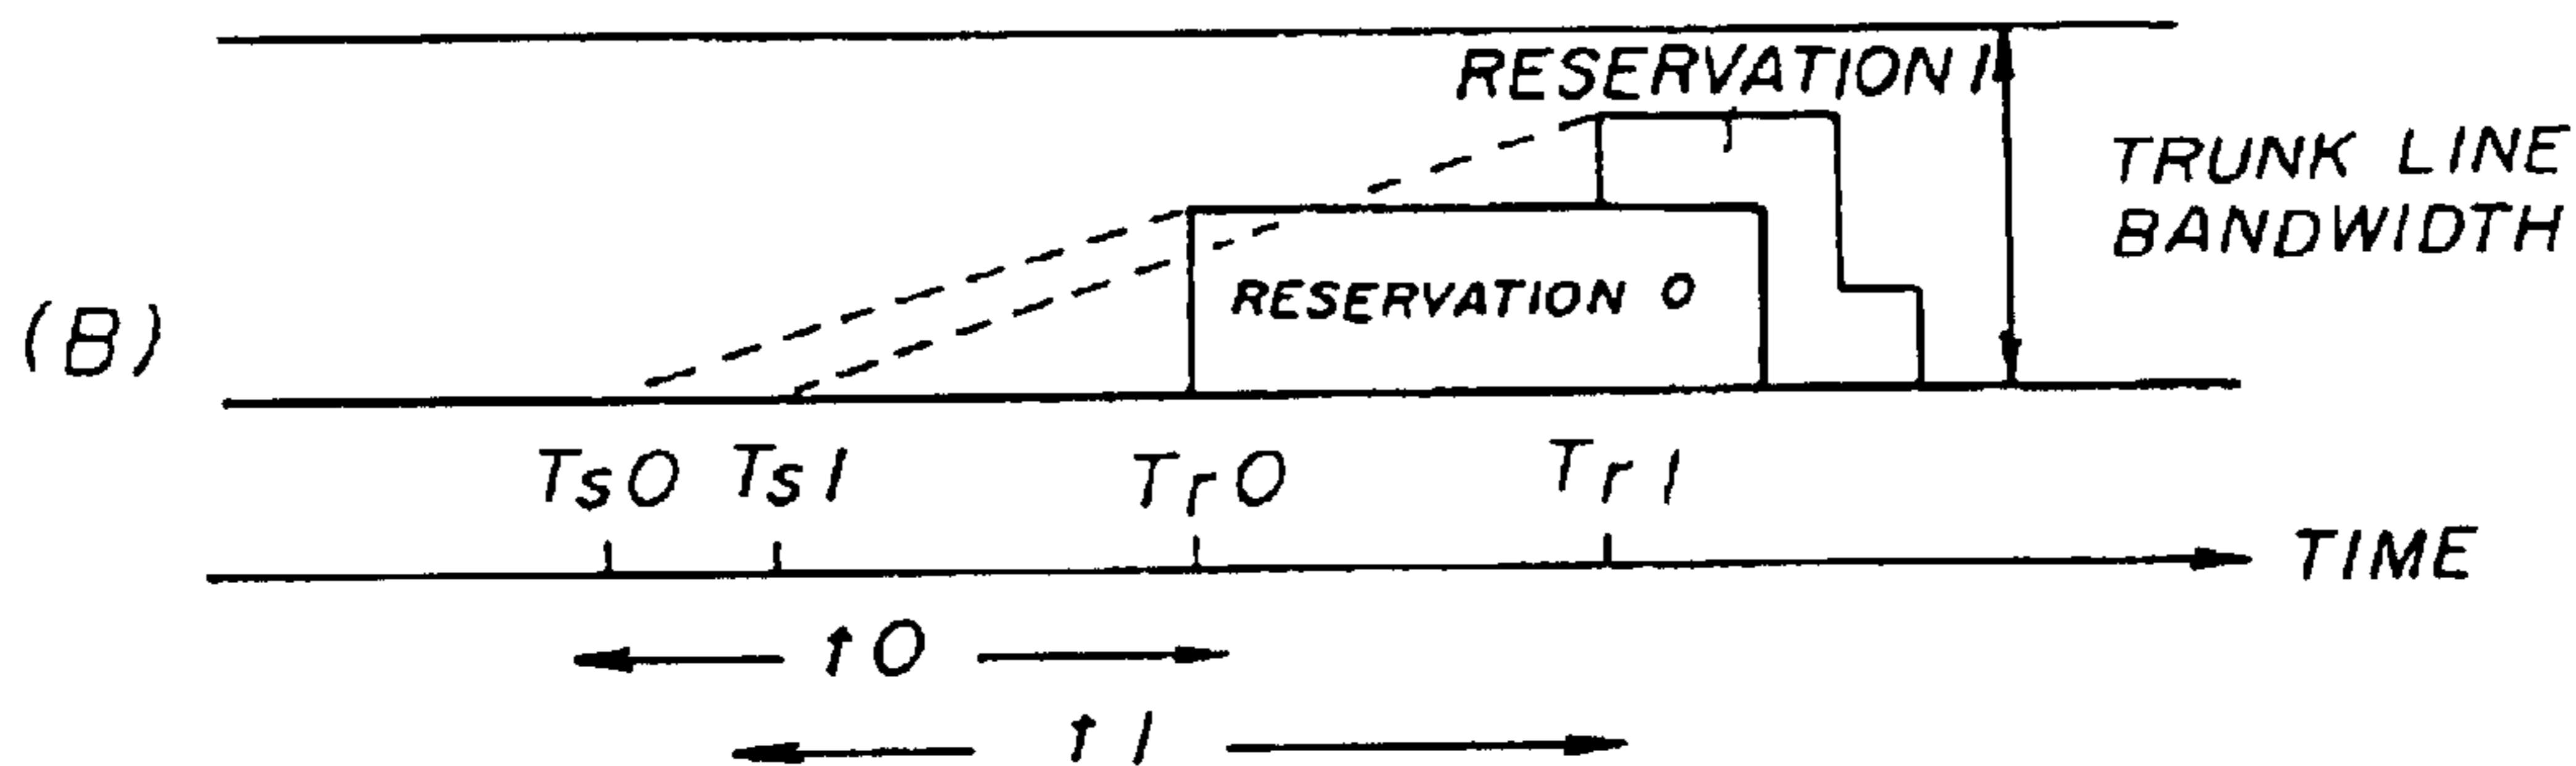 RESERVATION 1
TRUNK LINE
BANDWIDTH
RESERVATION 0
(B)
Ts0 Ts1 Tr0 Tr1
TIME
t0
t1